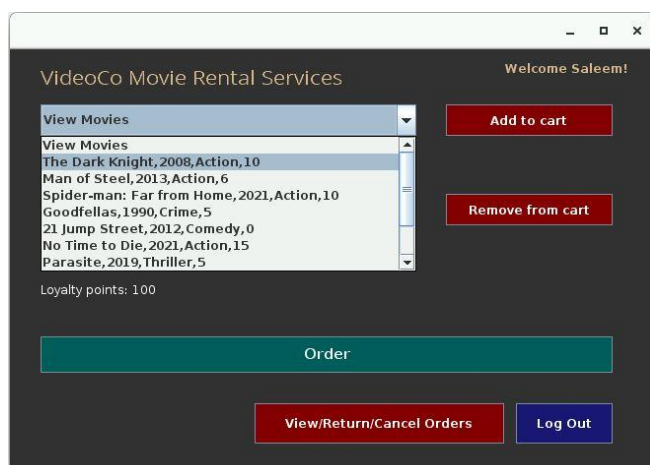 Welcome Saleem!
VideoCo Movie Rental Services
View Movies
Add to cart
View Movies
The Dark Knight,2008,Action,10
Man of Steel,2013,Action,6
Spider-man: Far from Home,2021,Action,10
Goodfellas,1990,Crime,5
21 Jump Street,2012,Comedy,0
No Time to Die,2021,Action,15
Parasite,2019,Thriller,5
Remove from cart
Loyalty points: 100
Order
View/Return/Cancel Orders
Log Out